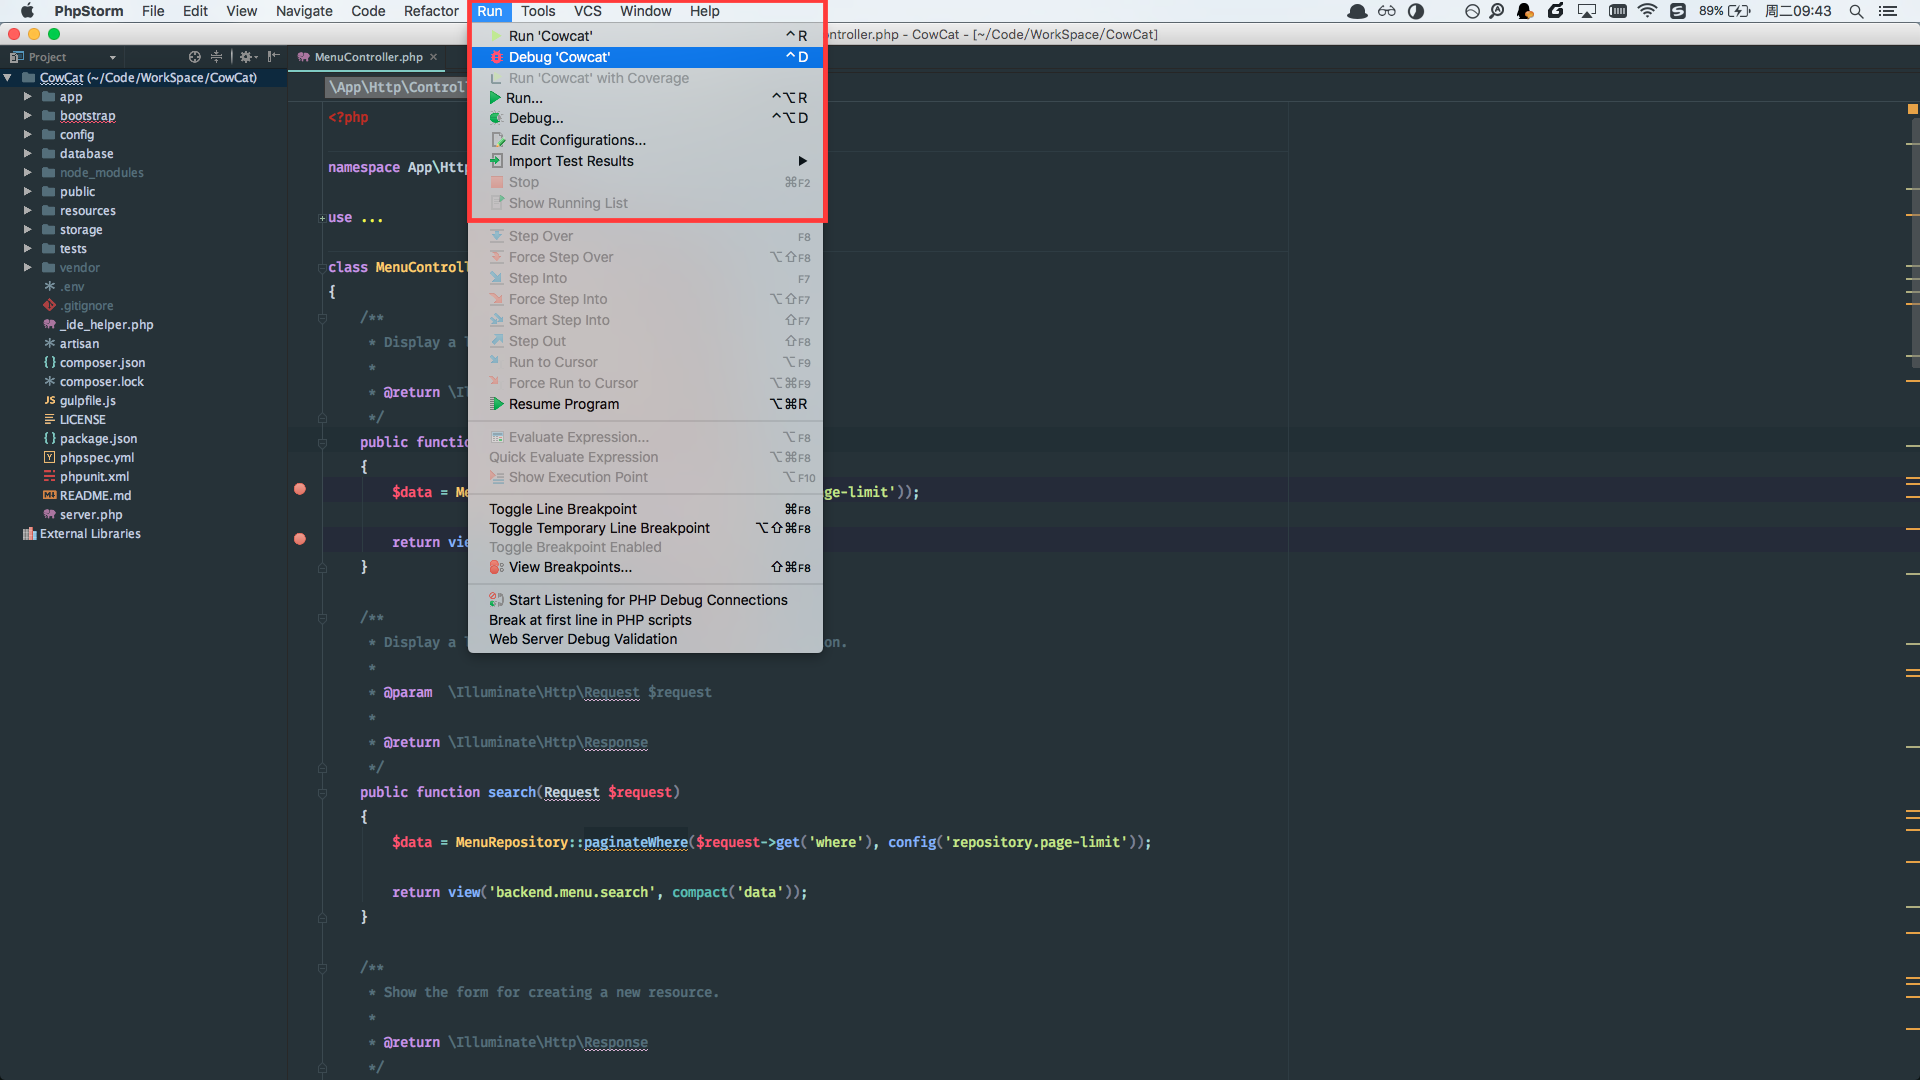 PhpStorm File Edit View Navigate Code Refactor Run Tools VCS Window Help 89% 周二09:43
ontroller.php - CowCat - [~/Code/WorkSpace/CowCat]
Project
MenuController.php
CowCat (~/Code/WorkSpace/CowCat)
app
bootstrap
config
database
node_modules
public
resources
storage
tests
vendor
.env
.gitignore
_ide_helper.php
artisan
composer.json
composer.lock
gulpfile.js
LICENSE
package.json
phpspec.yml
phpunit.xml
README.md
server.php
External Libraries
Run 'Cowcat' ^R
Debug 'Cowcat' ^D
Run 'Cowcat' with Coverage
Run... ^⌥R
Debug... ^⌥D
Edit Configurations...
Import Test Results
Stop ⌘F2
Show Running List
Step Over F8
Force Step Over ⌥⇧F8
Step Into F7
Force Step Into ⌥⇧F7
Smart Step Into ⇧F7
Step Out ⇧F8
Run to Cursor ⌥F9
Force Run to Cursor ⌥⌘F9
Resume Program ⌥⌘R
Evaluate Expression... ⌥F8
Quick Evaluate Expression ⌥⌘F8
Show Execution Point ⌥F10
Toggle Line Breakpoint ⌘F8
Toggle Temporary Line Breakpoint ⌥⇧⌘F8
Toggle Breakpoint Enabled
View Breakpoints... ⇧⌘F8
Start Listening for PHP Debug Connections
Break at first line in PHP scripts
Web Server Debug Validation
\App\Http\Controll
<?php
namespace App\Http
use ...
class MenuControll
{
/**
* Display a l
*
* @return \Il
*/
public functio
{
$data = Me ge-limit'));
return vie
}
/**
* Display a l on.
*
* @param \Illuminate\Http\Request $request
*
* @return \Illuminate\Http\Response
*/
public function search(Request $request)
{
$data = MenuRepository::paginateWhere($request->get('where'), config('repository.page-limit'));
return view('backend.menu.search', compact('data'));
}
/**
* Show the form for creating a new resource.
*
* @return \Illuminate\Http\Response
*/